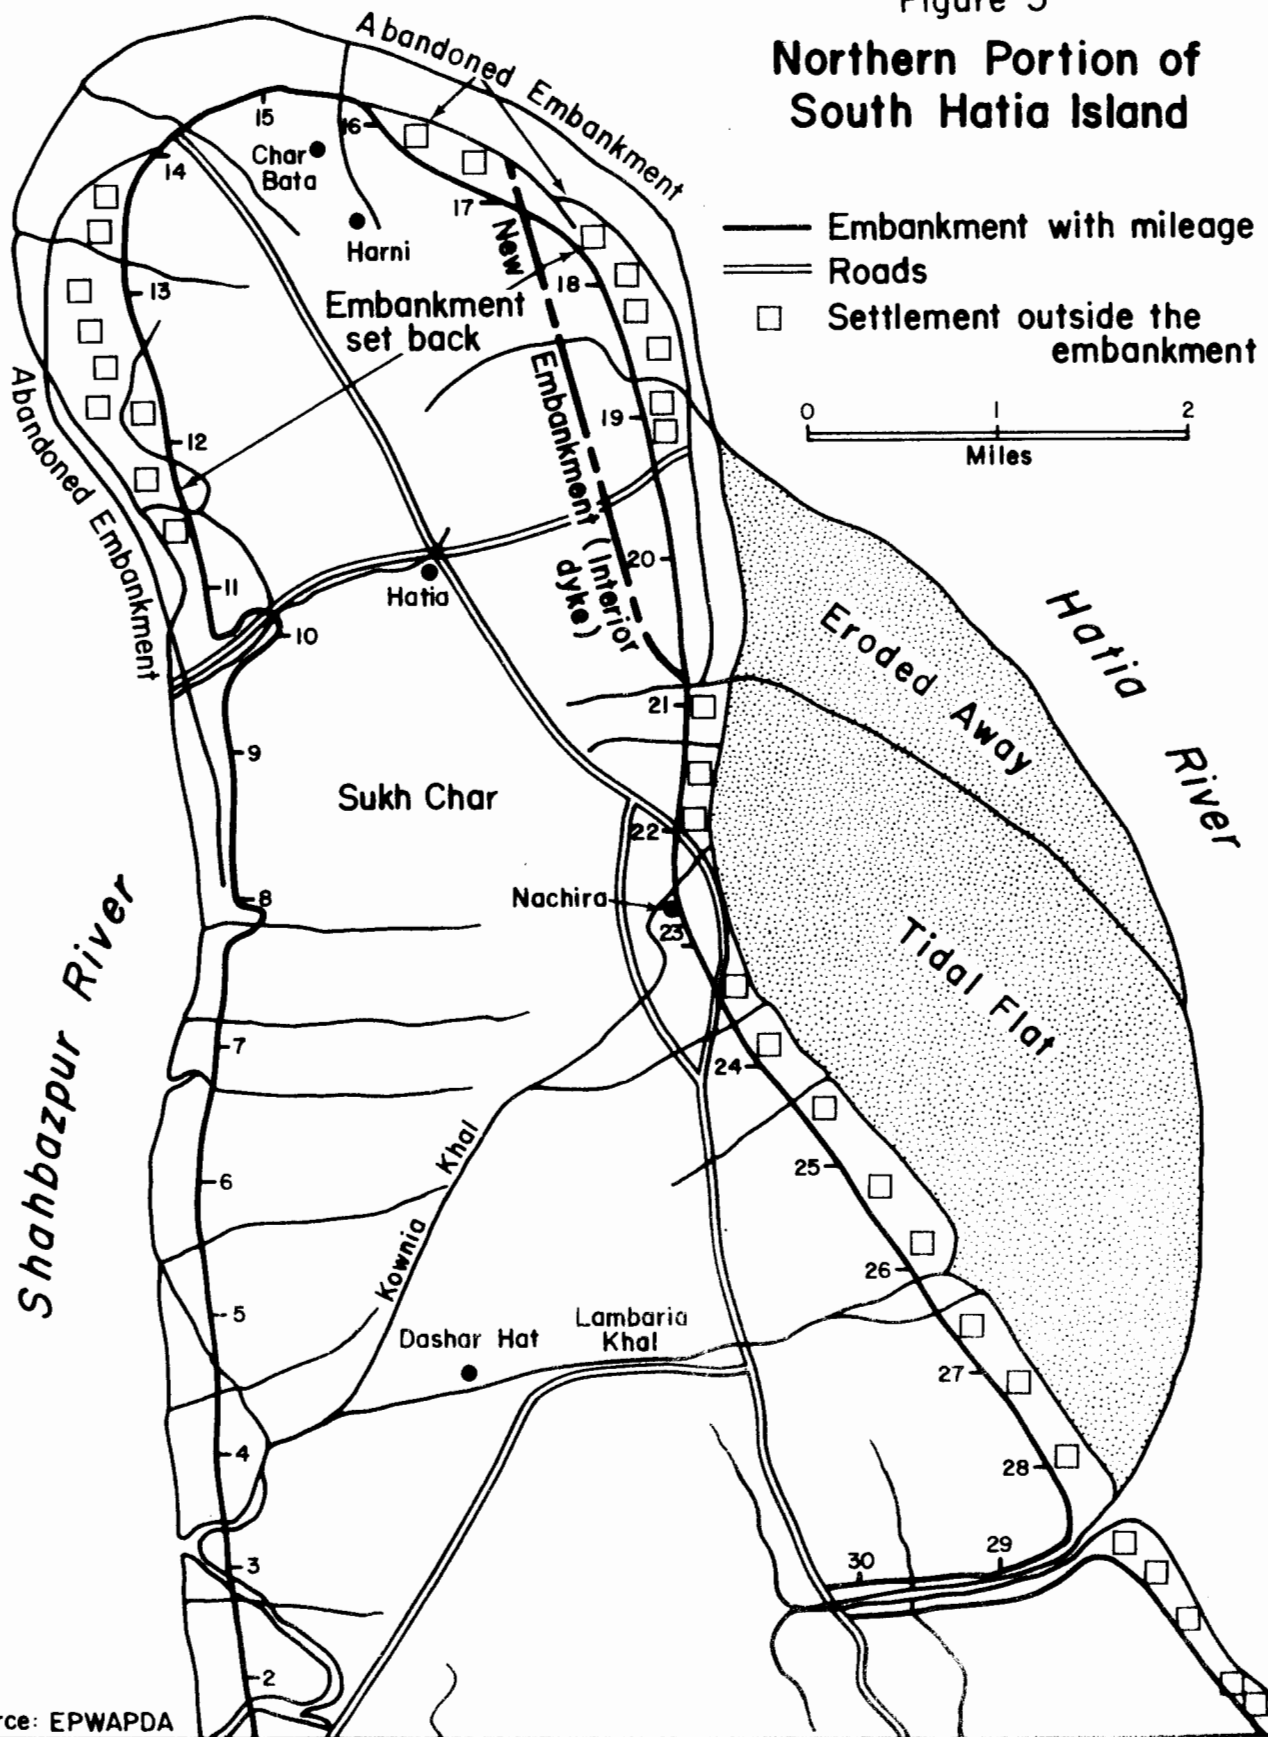 Figure 5
Northern Portion of
South Hatia Island
Abandoned Embankment
Embankment with mileage
Roads
Settlement outside the
embankment
0 1 2
Miles
15
16
Char
Bata
14
17
Harni
New
18
13
Embankment
set back
Embankment (Interior
dyke)
Abandoned Embankment
19
12
20
11
Hatia
10
Eroded Away
Hatia River
21
9
Sukh Char
22
8
Nachira
23
Tidal Flat
Shahbazpur River
7
24
Khal
25
6
Kownia
26
5
Lambaria
Khal
Dashar Hat
27
4
28
29
30
3
2
rce: EPWAPDA